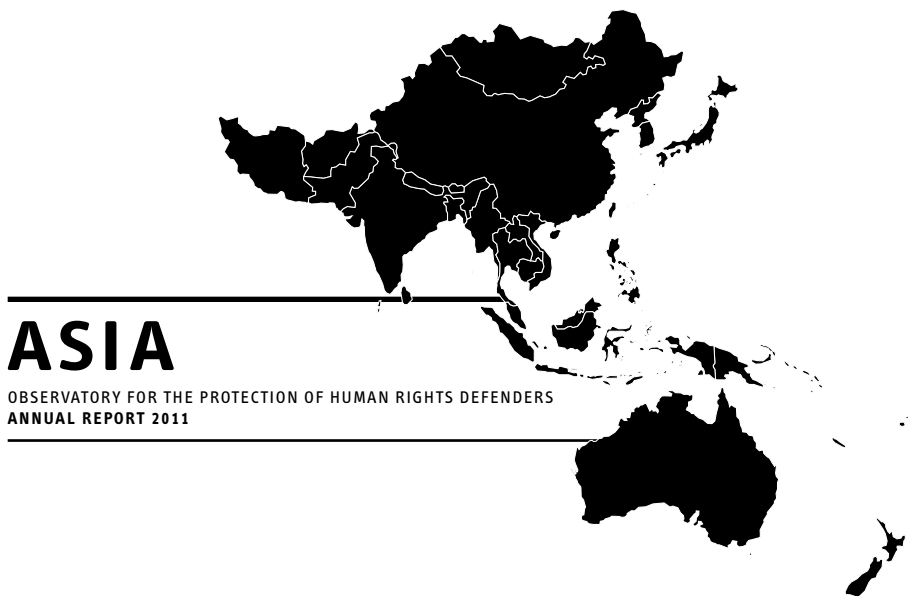 ASIA
OBSERVATORY FOR THE PROTECTION OF HUMAN RIGHTS DEFENDERS
ANNUAL REPORT 2011